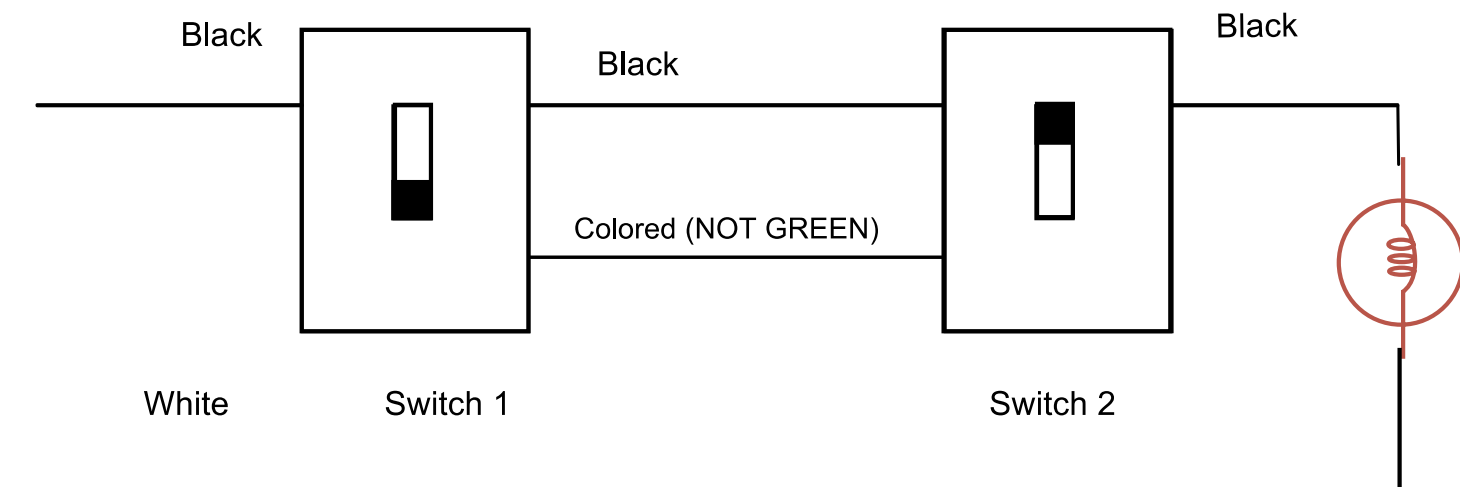 Black
Black
Black
Colored (NOT GREEN)
White
Switch 1
Switch 2